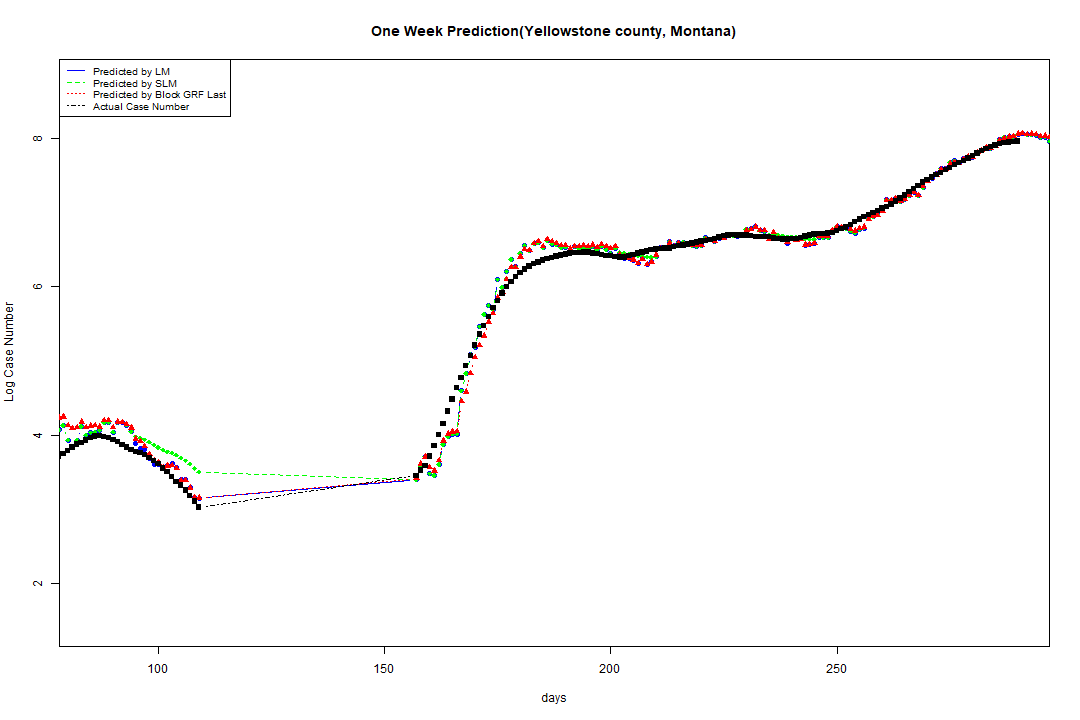 One Week Prediction(Yellowstone county, Montana)
Predicted by LM
Predicted by SLM
Predicted by Block GRF Last
Actual Case Number
8
6
4
2
Log Case Number
100 150 200 250
days